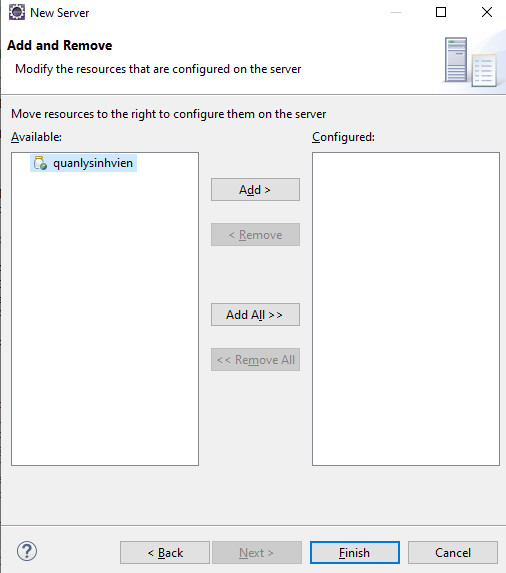 New Server
Add and Remove
Modify the resources that are configured on the server
Move resources to the right to configure them on the server
Available:
Configured:
quanlysinhvien
Add >
< Remove
Add All >>
<< Remove All
?
< Back
Next >
Finish
Cancel